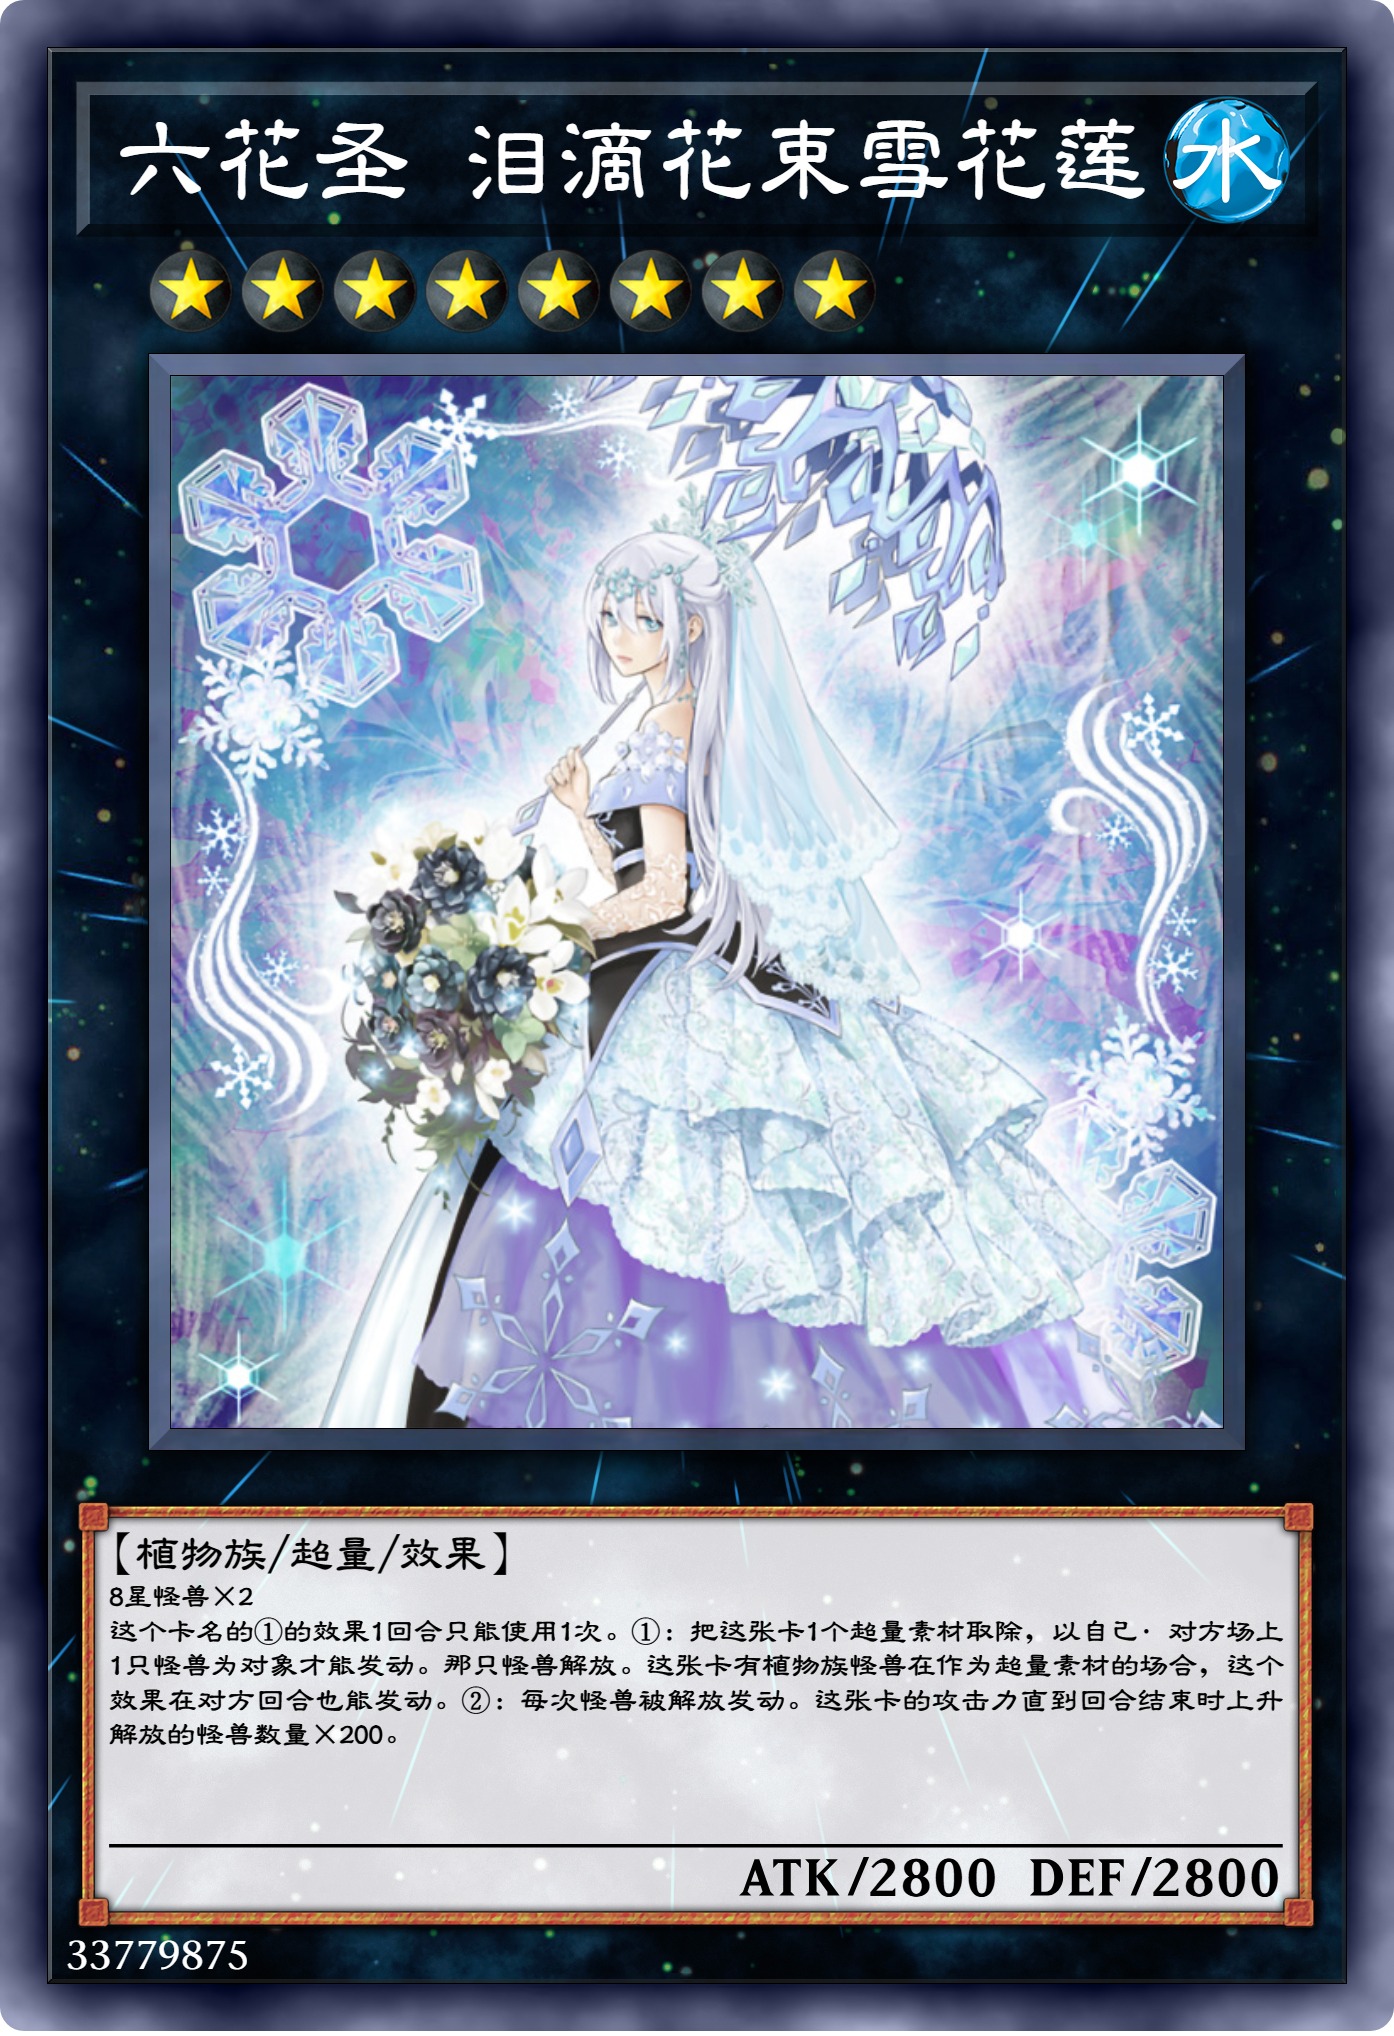 六花圣 泪滴花束雪花莲 水
【植物族/超量/效果】
8星怪兽×2
这个卡名的①的效果1回合只能使用1次。①：把这张卡1个超量素材取除，以自己·对方场上
1只怪兽为对象才能发动。那只怪兽解放。这张卡有植物族怪兽在作为超量素材的场合，这个
效果在对方回合也能发动。②：每次怪兽被解放发动。这张卡的攻击力直到回合结束时上升
解放的怪兽数量×200。
ATK/2800 DEF/2800
33779875